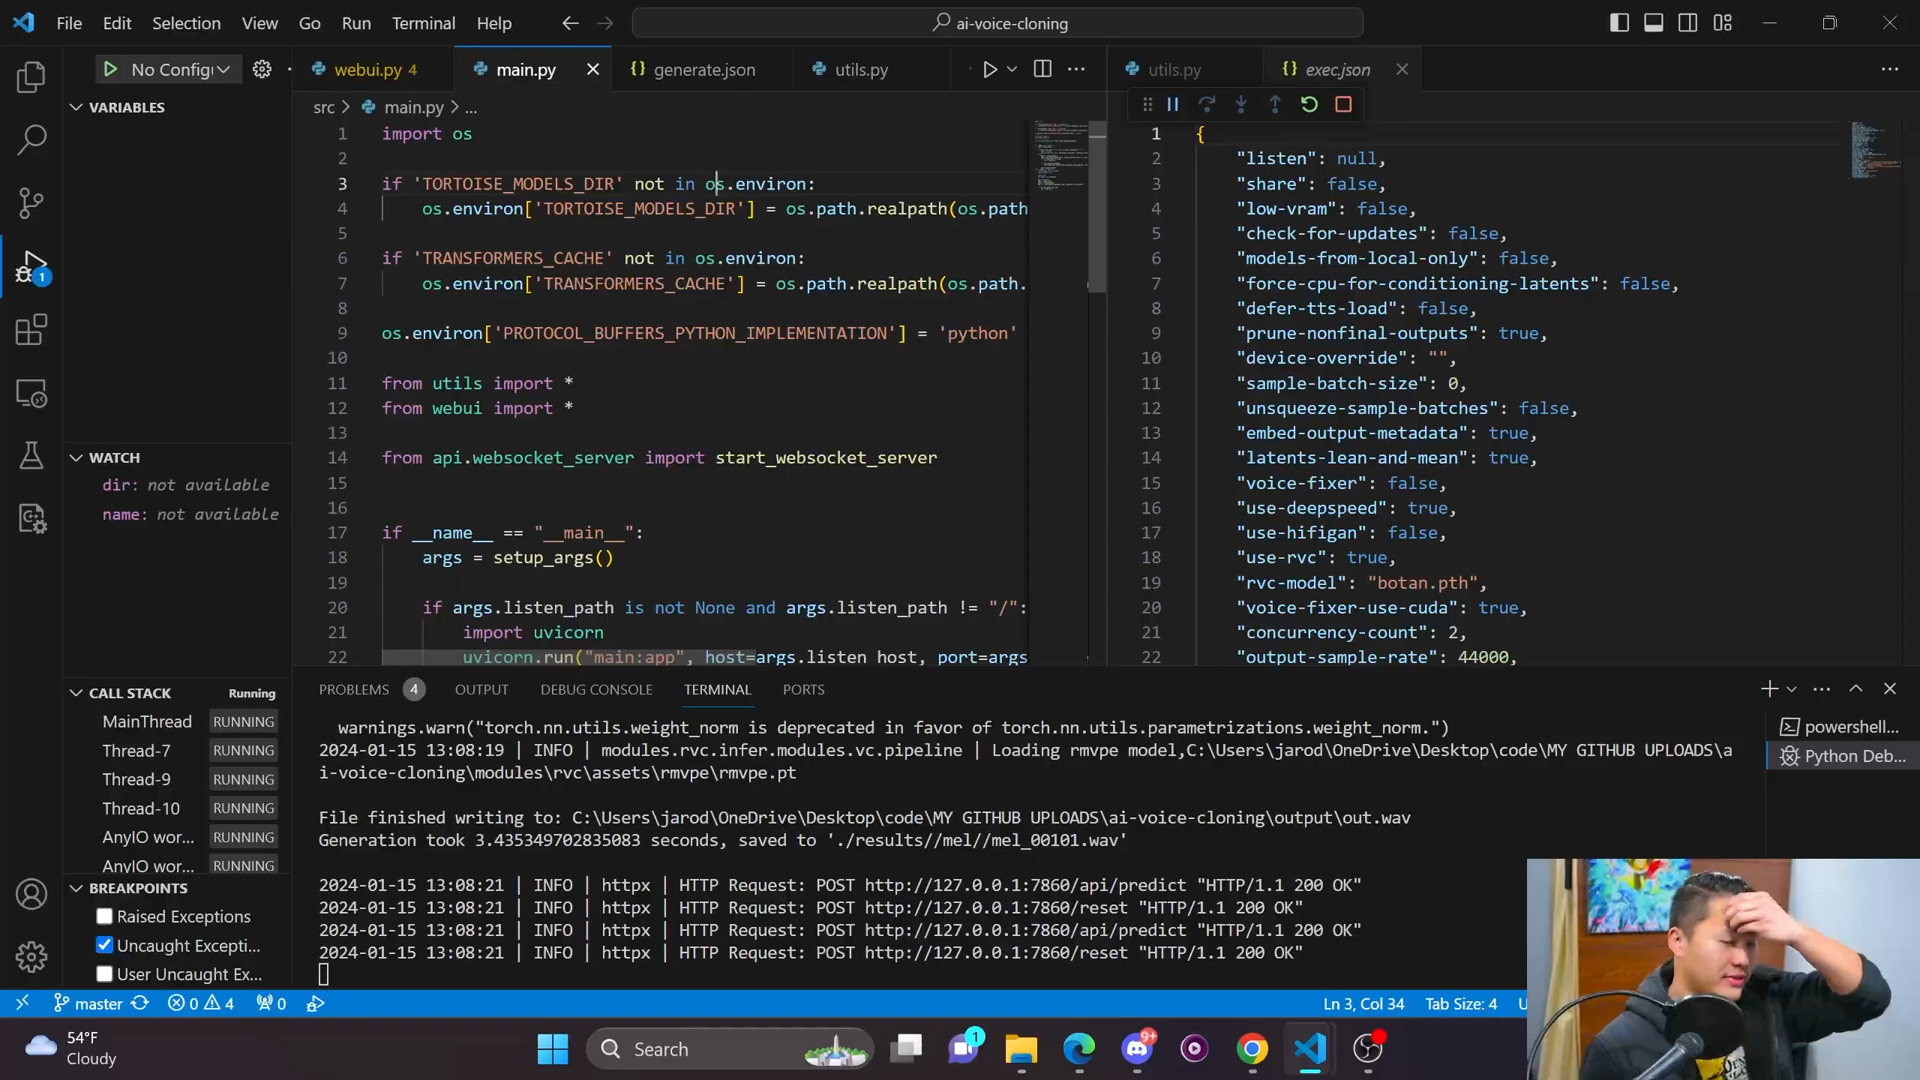 File Edit Selection View Go Run Terminal Help
ai-voice-cloning
No Config
webui.py 4
main.py
generate.json
utils.py
utils.py
exec.json
VARIABLES
src > main.py > ...
1 import os
2
3 if 'TORTOISE_MODELS_DIR' not in os.environ:
4 os.environ['TORTOISE_MODELS_DIR'] = os.path.realpath(os.path
5
6 if 'TRANSFORMERS_CACHE' not in os.environ:
7 os.environ['TRANSFORMERS_CACHE'] = os.path.realpath(os.path.
8
9 os.environ['PROTOCOL_BUFFERS_PYTHON_IMPLEMENTATION'] = 'python'
10
11 from utils import *
12 from webui import *
13
14 from api.websocket_server import start_websocket_server
15
16
17 if __name__ == "__main__":
18 args = setup_args()
19
20 if args.listen_path is not None and args.listen_path != "/":
21 import uvicorn
22 uvicorn.run("main:app", host=args.listen_host, port=args
1 {
2 "listen": null,
3 "share": false,
4 "low-vram": false,
5 "check-for-updates": false,
6 "models-from-local-only": false,
7 "force-cpu-for-conditioning-latents": false,
8 "defer-tts-load": false,
9 "prune-nonfinal-outputs": true,
10 "device-override": "",
11 "sample-batch-size": 0,
12 "unsqueeze-sample-batches": false,
13 "embed-output-metadata": true,
14 "latents-lean-and-mean": true,
15 "voice-fixer": false,
16 "use-deepspeed": true,
17 "use-hifigan": false,
18 "use-rvc": true,
19 "rvc-model": "botan.pth",
20 "voice-fixer-use-cuda": true,
21 "concurrency-count": 2,
22 "output-sample-rate": 44000,
WATCH
dir: not available
name: not available
CALL STACK Running
MainThread RUNNING
Thread-7 RUNNING
Thread-9 RUNNING
Thread-10 RUNNING
AnyIO wor... RUNNING
AnyIO wor... RUNNING
BREAKPOINTS
Raised Exceptions
Uncaught Excepti...
User Uncaught Ex...
PROBLEMS 4 OUTPUT DEBUG CONSOLE TERMINAL PORTS
warnings.warn("torch.nn.utils.weight_norm is deprecated in favor of torch.nn.utils.parametrizations.weight_norm.")
2024-01-15 13:08:19 | INFO | modules.rvc.infer.modules.vc.pipeline | Loading rmvpe model,C:\Users\jarod\OneDrive\Desktop\code\MY GITHUB UPLOADS\a
i-voice-cloning\modules\rvc\assets\rmvpe\rmvpe.pt
File finished writing to: C:\Users\jarod\OneDrive\Desktop\code\MY GITHUB UPLOADS\ai-voice-cloning\output\out.wav
Generation took 3.435349702835083 seconds, saved to './results//mel//mel_00101.wav'
2024-01-15 13:08:21 | INFO | httpx | HTTP Request: POST http://127.0.0.1:7860/api/predict "HTTP/1.1 200 OK"
2024-01-15 13:08:21 | INFO | httpx | HTTP Request: POST http://127.0.0.1:7860/reset "HTTP/1.1 200 OK"
2024-01-15 13:08:21 | INFO | httpx | HTTP Request: POST http://127.0.0.1:7860/api/predict "HTTP/1.1 200 OK"
2024-01-15 13:08:21 | INFO | httpx | HTTP Request: POST http://127.0.0.1:7860/reset "HTTP/1.1 200 OK"
powershell...
Python Deb...
1
master 0 4 0
Ln 3, Col 34 Tab Size: 4 U
54°F
Cloudy
Search
1
9+